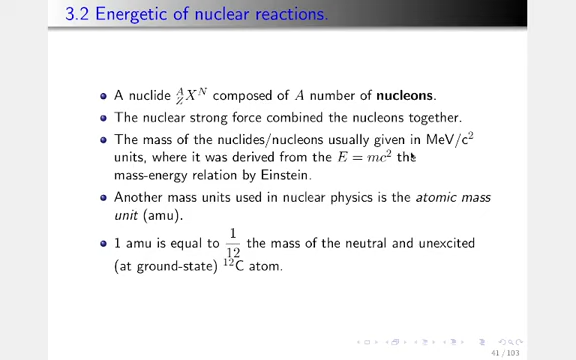 3.2 Energetic of nuclear reactions.
A nuclide ^A_Z X^N composed of A number of nucleons.
The nuclear strong force combined the nucleons together.
The mass of the nuclides/nucleons usually given in MeV/c²
units, where it was derived from the E = mc² the
mass-energy relation by Einstein.
Another mass units used in nuclear physics is the atomic mass
unit (amu).
1 amu is equal to 1/12 the mass of the neutral and unexcited
(at ground-state) ¹²C atom.
41 / 103